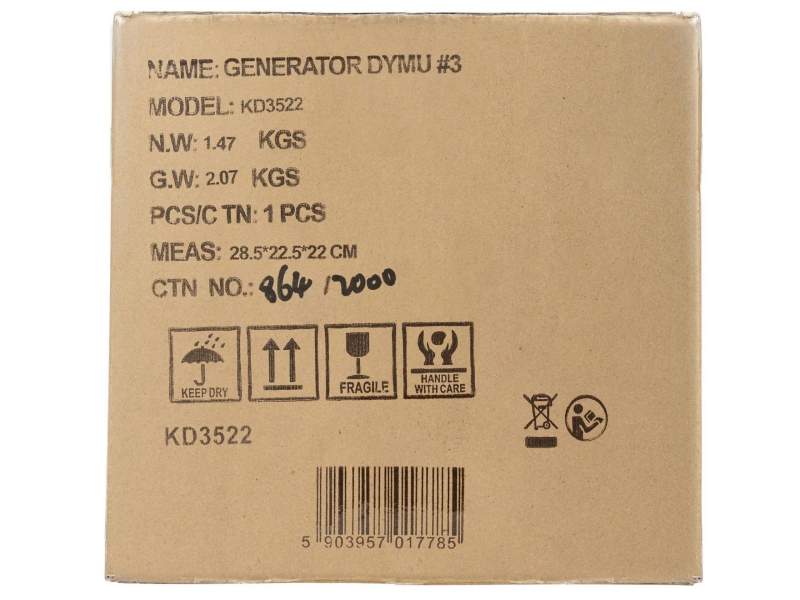 NAME: GENERATOR DYMU #3
MODEL: KD3522
N.W: 1.47 KGS
G.W: 2.07 KGS
PCS/C TN: 1 PCS
MEAS: 28.5*22.5*22 CM
CTN NO.: 864 /2000
KEEP DRY
FRAGILE
HANDLE
WITH CARE
KD3522
H
5 903957 017785